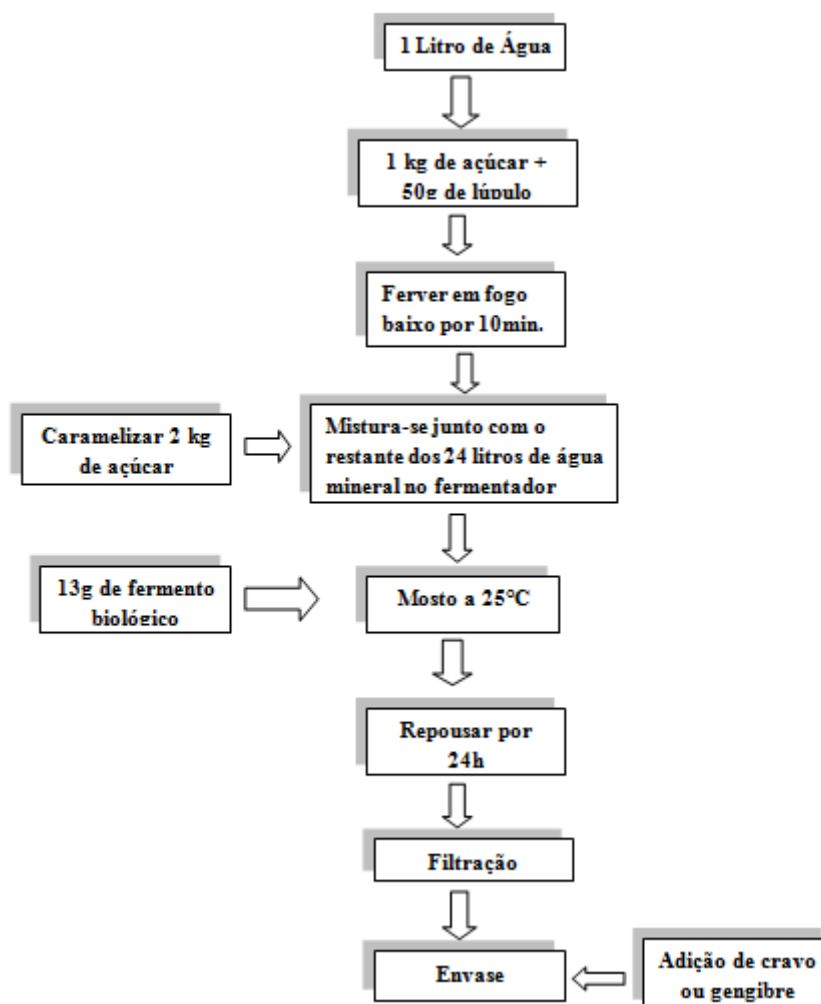 1 Litro de Água
1 kg de açúcar +
50g de lúpulo
Ferver em fogo
baixo por 10min.
Caramelizar 2 kg
de açúcar
Mistura-se junto com o
restante dos 24 litros de água
mineral no fermentador
13g de fermento
biológico
Mosto a 25°C
Repousar por
24h
Filtração
Envase
Adição de cravo
ou gengibre